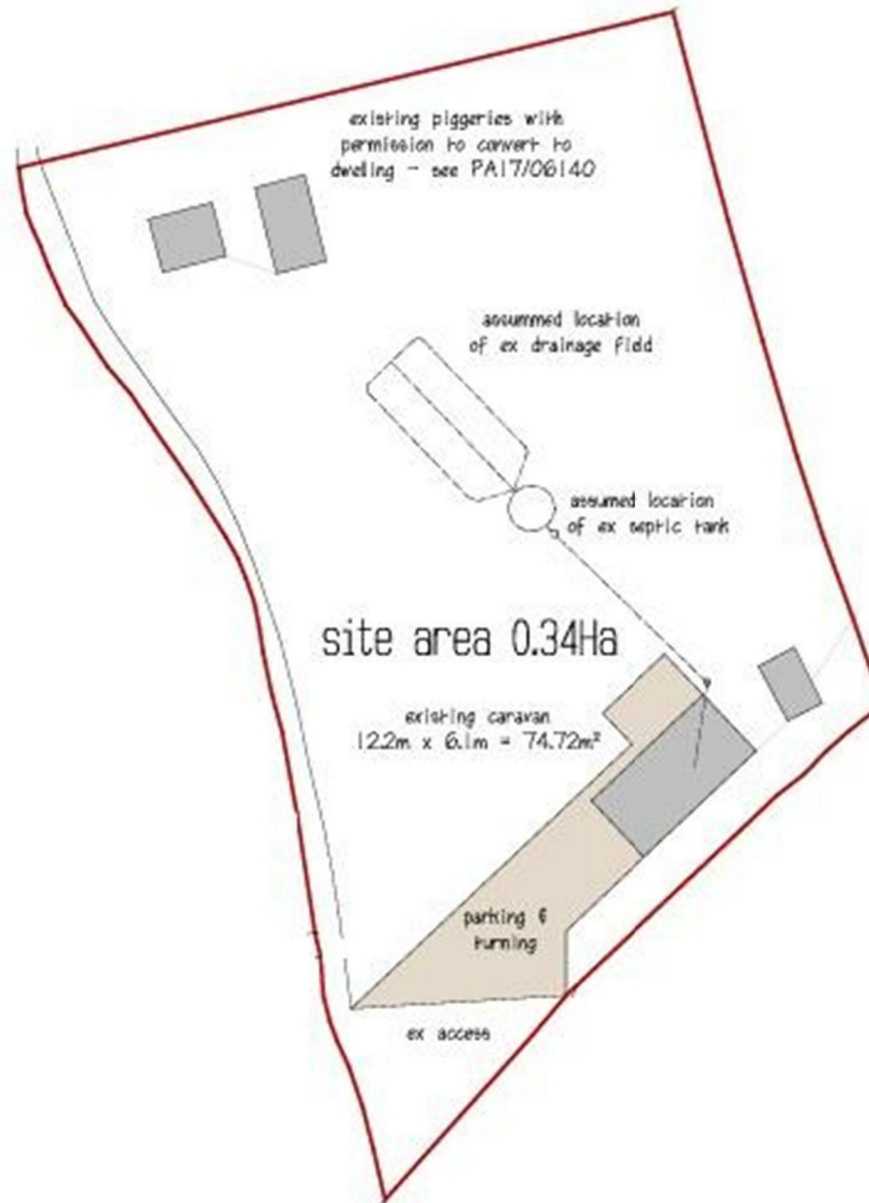 existing piggeries with
permission to convert to
dwelling - see PA17/06140
assummed location
of ex drainage field
assumed location
of ex septic tank
site area 0.34Ha
existing caravan
12.2m x 6.1m = 74.72m²
parking &
turning
ex access